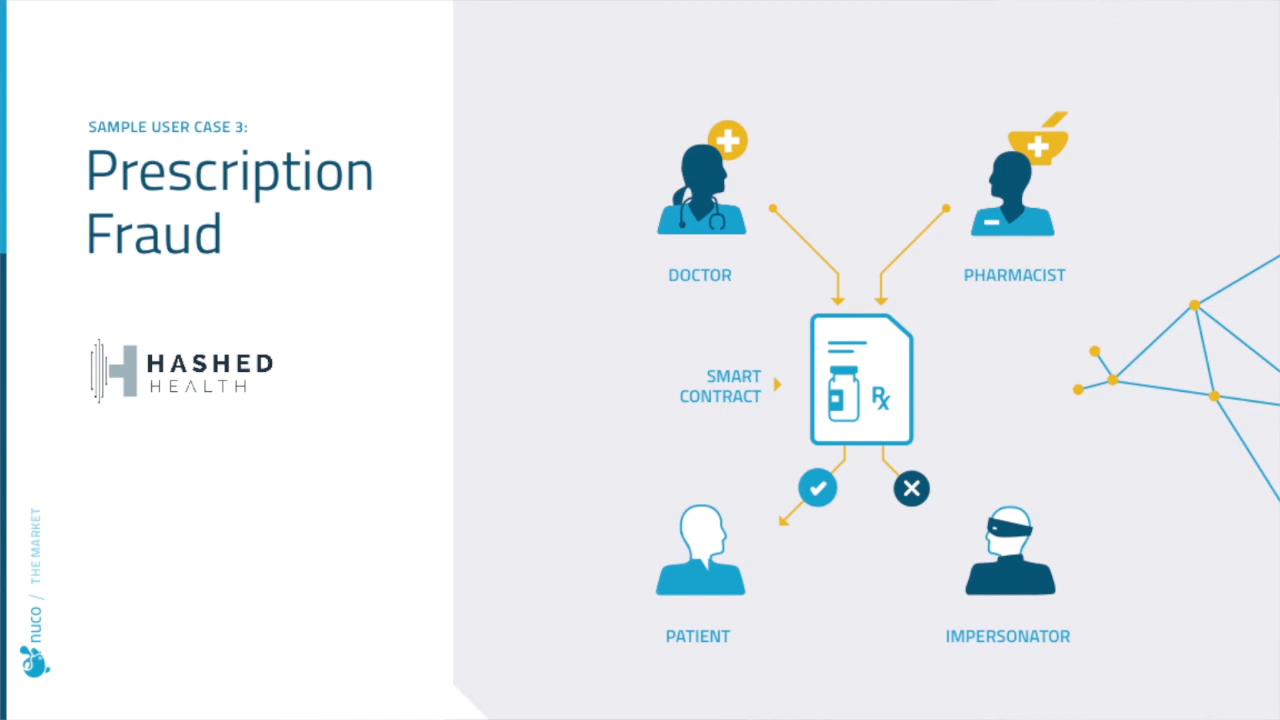 SAMPLE USER CASE 3:
Prescription
Fraud
HASHED
HEALTH
DOCTOR
PHARMACIST
SMART
CONTRACT
Rx
PATIENT
IMPERSONATOR
nuco / THE MARKET